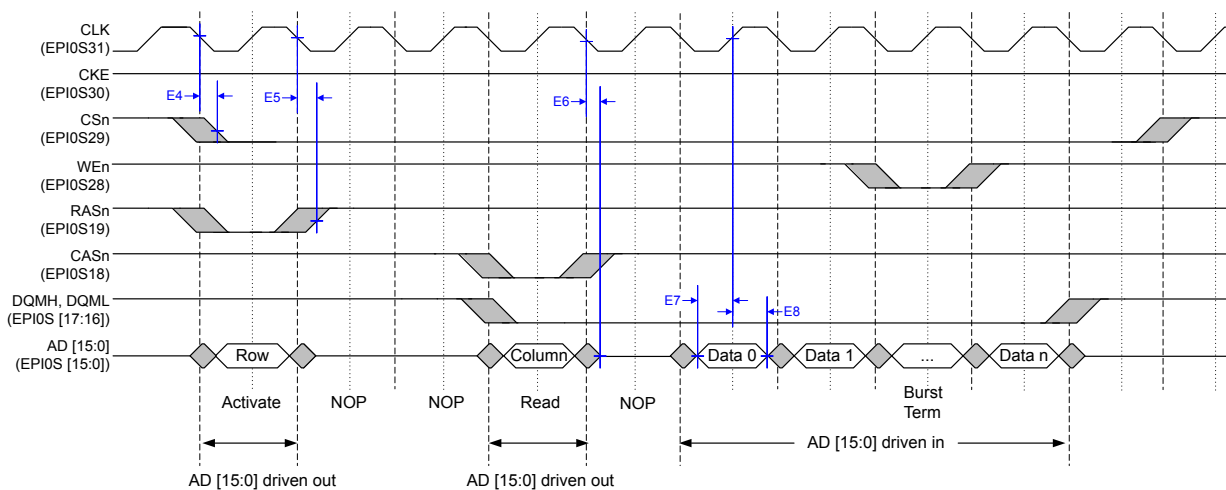 CLK
(EPI0S31)
CKE
(EPI0S30)
E4
E5
E6
CSn
(EPI0S29)
WEn
(EPI0S28)
RASn
(EPI0S19)
CASn
(EPI0S18)
DQMH, DQML
(EPI0S [17:16])
E7
E8
AD [15:0]
(EPI0S [15:0])
Row
Column
Data 0
Data 1
...
Data n
Activate
NOP
NOP
Read
NOP
Burst
Term
AD [15:0] driven in
AD [15:0] driven out
AD [15:0] driven out